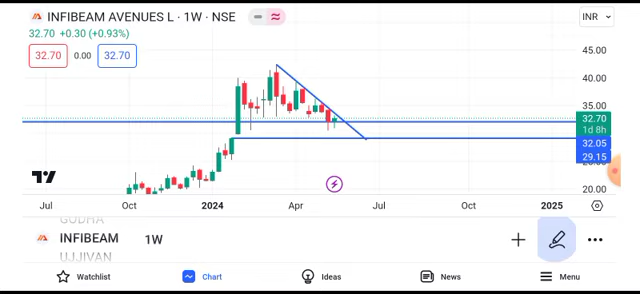 INFIBEAM AVENUES L · 1W · NSE
INR
32.70 +0.30 (+0.93%)
32.70 0.00 32.70
45.00
40.00
35.00
32.70
1d 8h
32.05
29.15
20.00
Jul Oct 2024 Apr Jul Oct 2025
GUDHA
INFIBEAM 1W
UJJIVAN
Watchlist Chart Ideas News Menu